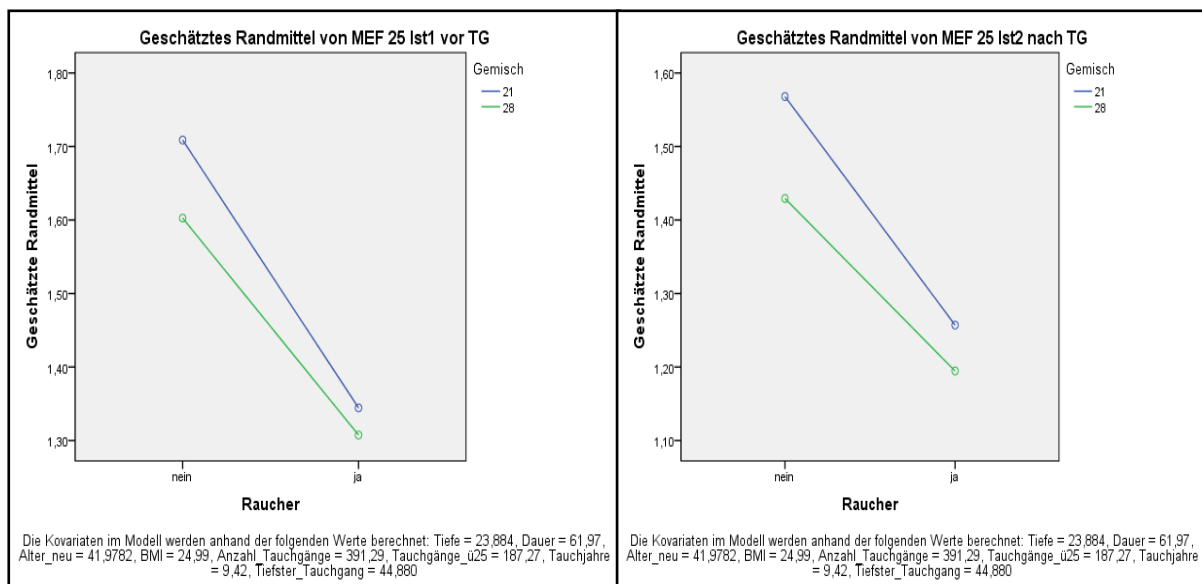 Geschätztes Randmittel von MEF 25 Ist1 vor TG
Gemisch
21
28
Geschätzte Randmittel
1,80
1,70
1,60
1,50
1,40
1,30
nein
ja
Raucher
Die Kovariaten im Modell werden anhand der folgenden Werte berechnet: Tiefe = 23,884, Dauer = 61,97,
Alter_neu = 41,9782, BMI = 24,99, Anzahl_Tauchgänge = 391,29, Tauchgänge_ü25 = 187,27, Tauchjahre
= 9,42, Tiefster_Tauchgang = 44,880
Geschätztes Randmittel von MEF 25 Ist2 nach TG
Gemisch
21
28
Geschätzte Randmittel
1,60
1,50
1,40
1,30
1,20
1,10
nein
ja
Raucher
Die Kovariaten im Modell werden anhand der folgenden Werte berechnet: Tiefe = 23,884, Dauer = 61,97,
Alter_neu = 41,9782, BMI = 24,99, Anzahl_Tauchgänge = 391,29, Tauchgänge_ü25 = 187,27, Tauchjahre
= 9,42, Tiefster_Tauchgang = 44,880